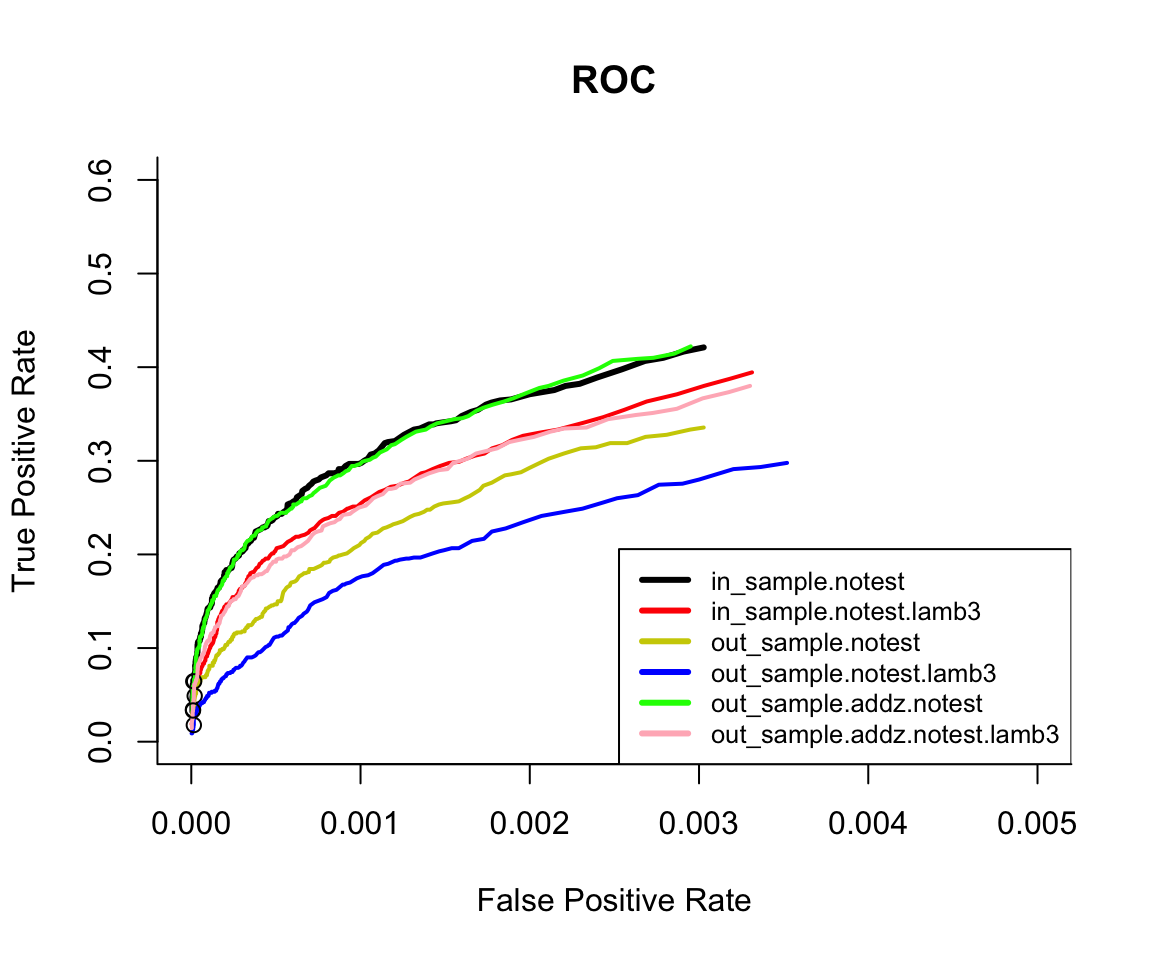 ROC
True Positive Rate
0.6
0.5
0.4
0.3
0.2
0.1
0.0
in_sample.notest
in_sample.notest.lamb3
out_sample.notest
out_sample.notest.lamb3
out_sample.addz.notest
out_sample.addz.notest.lamb3
0.000 0.001 0.002 0.003 0.004 0.005
False Positive Rate